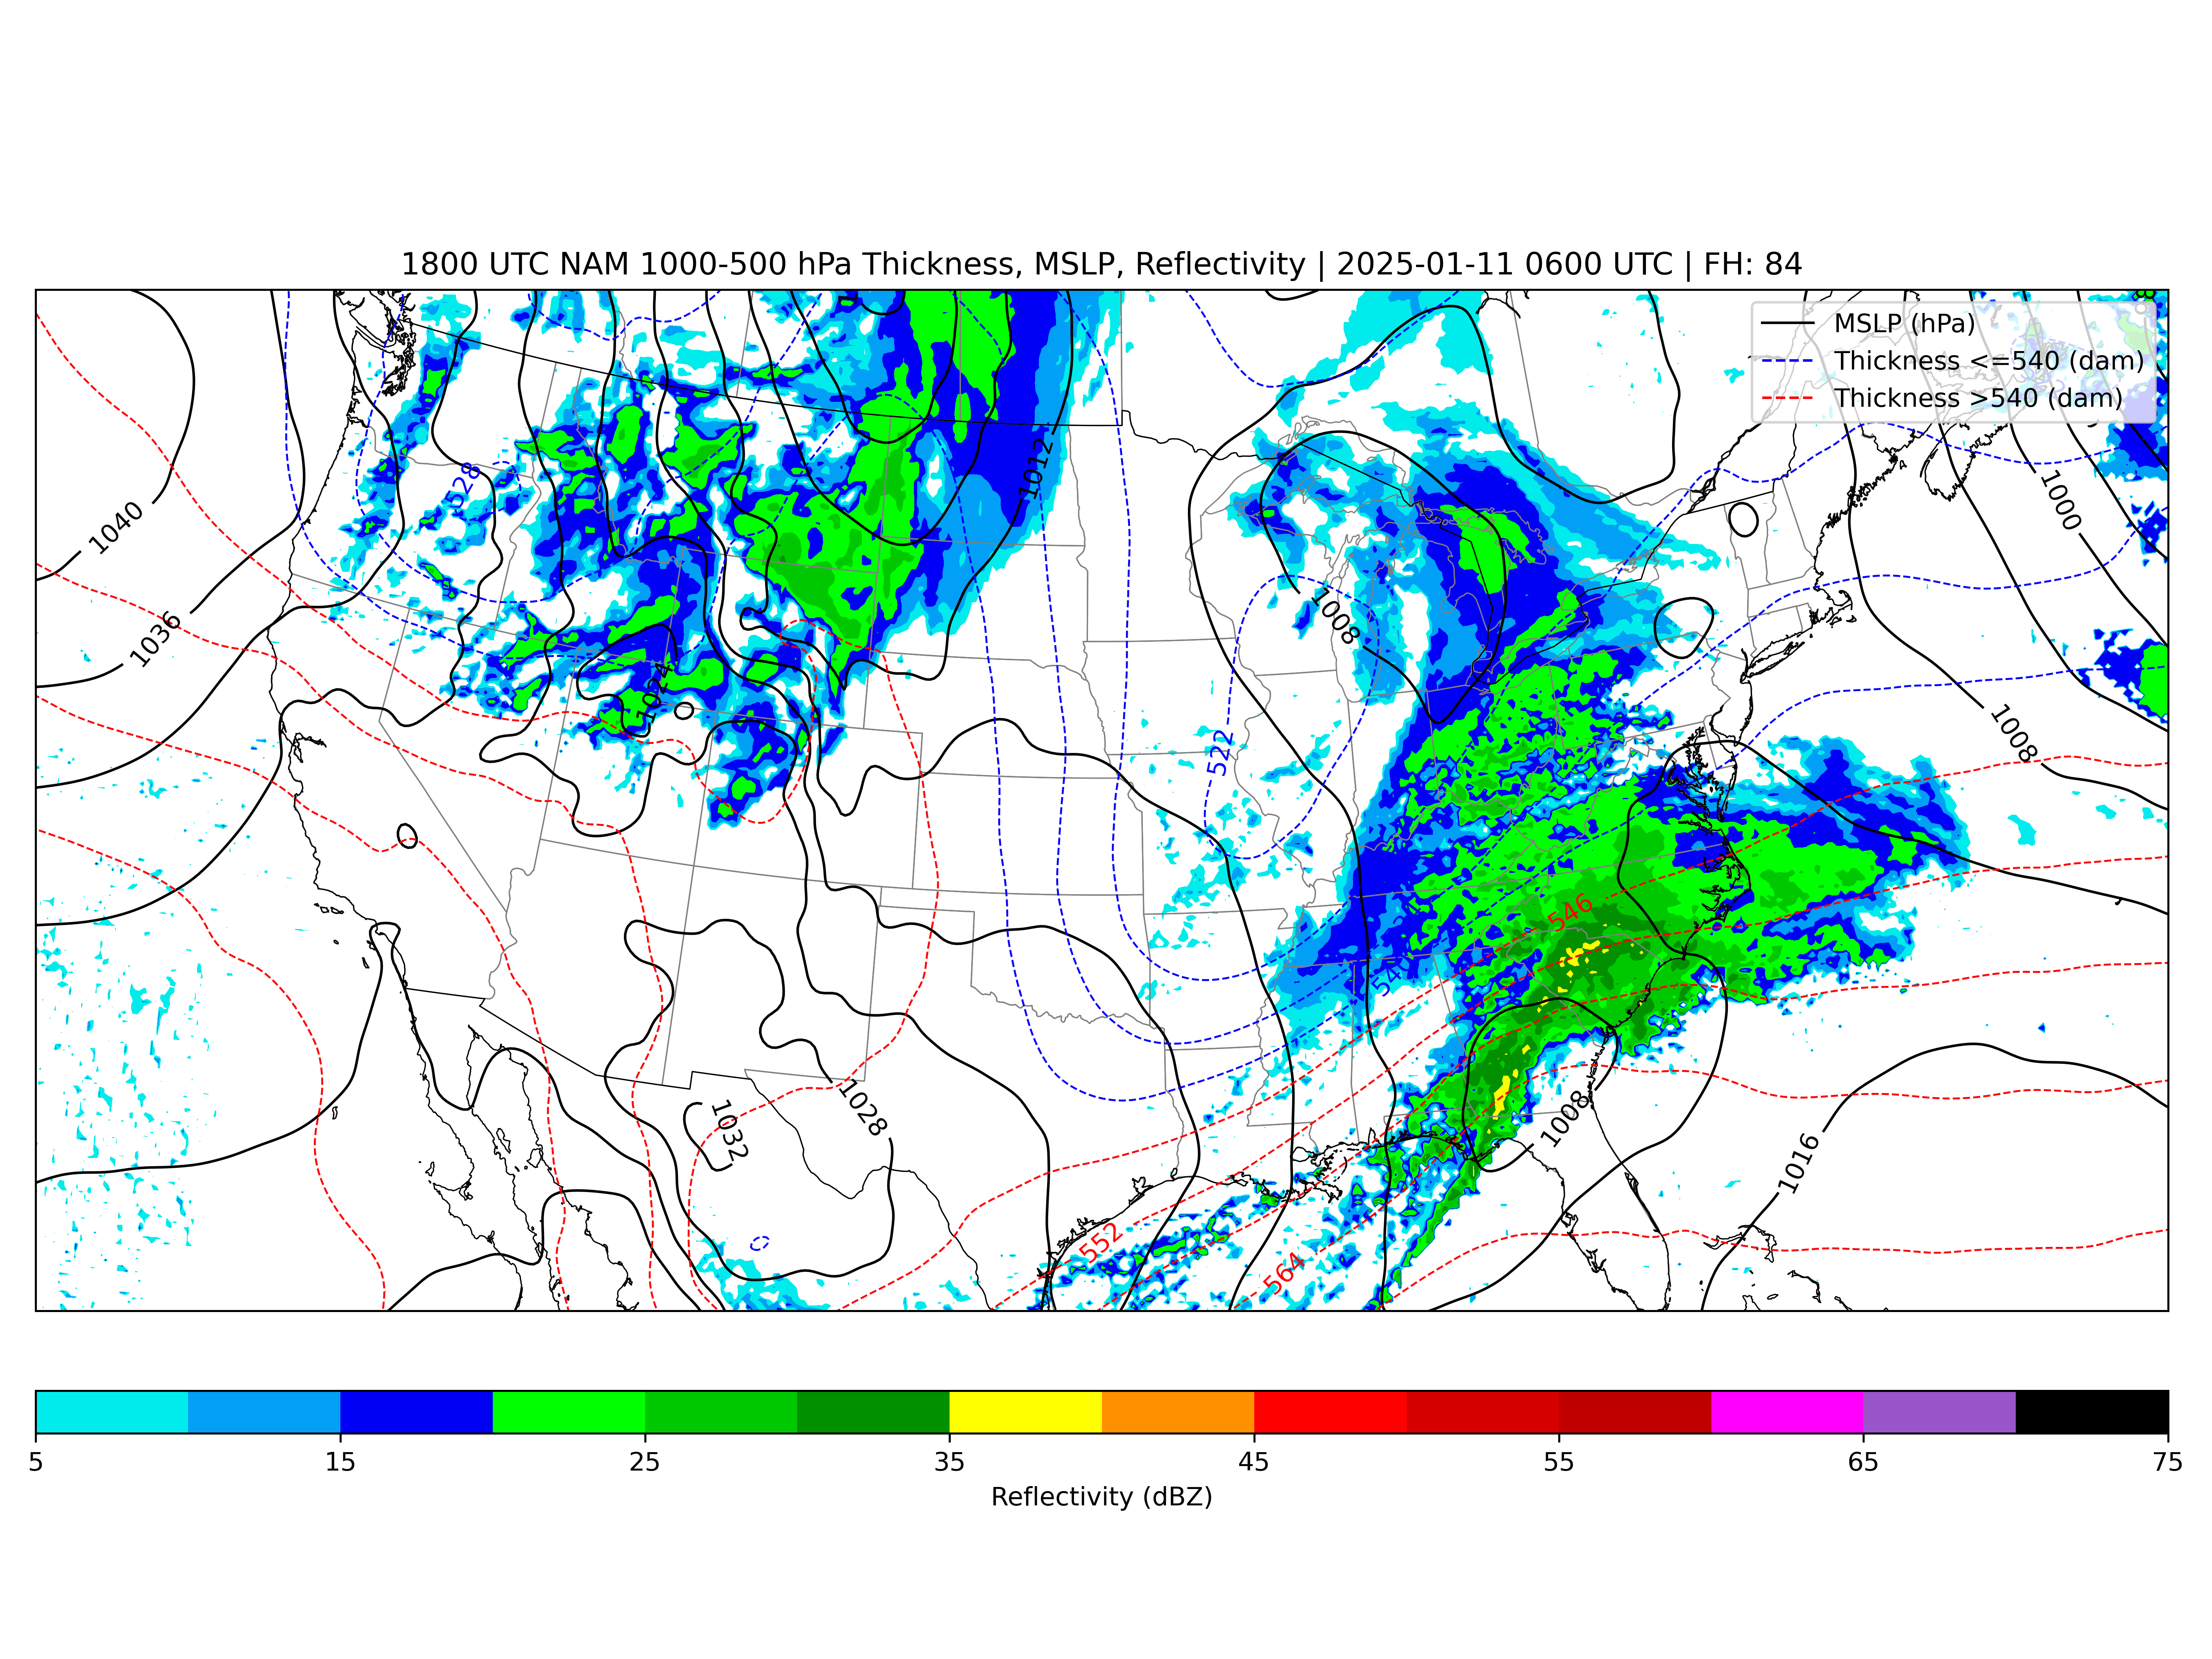 1800 UTC NAM 1000-500 hPa Thickness, MSLP, Reflectivity | 2025-01-11 0600 UTC | FH: 84
MSLP (hPa)
Thickness <=540 (dam)
Thickness >540 (dam)
1012
528
1000
1040
1008
1036
1024
1008
522
546
1028
1032
1008
1016
552
564
5 15 25 35 45 55 65 75
Reflectivity (dBZ)